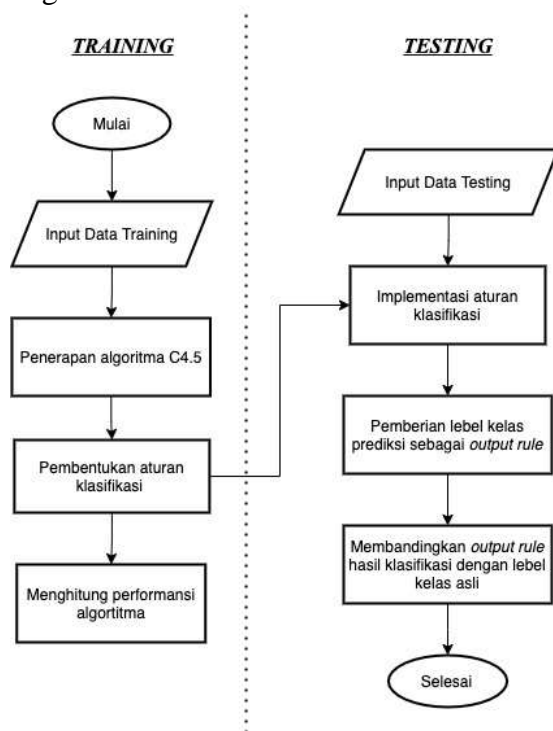 TRAINING
Mulai
Input Data Training
Penerapan algoritma C4.5
Pembentukan aturan
klasifikasi
Menghitung performansi
algortitma
TESTING
Input Data Testing
Implementasi aturan
klasifikasi
Pemberian lebel kelas
prediksi sebagai output rule
Membandingkan output rule
hasil klasifikasi dengan lebel
kelas asli
Selesai